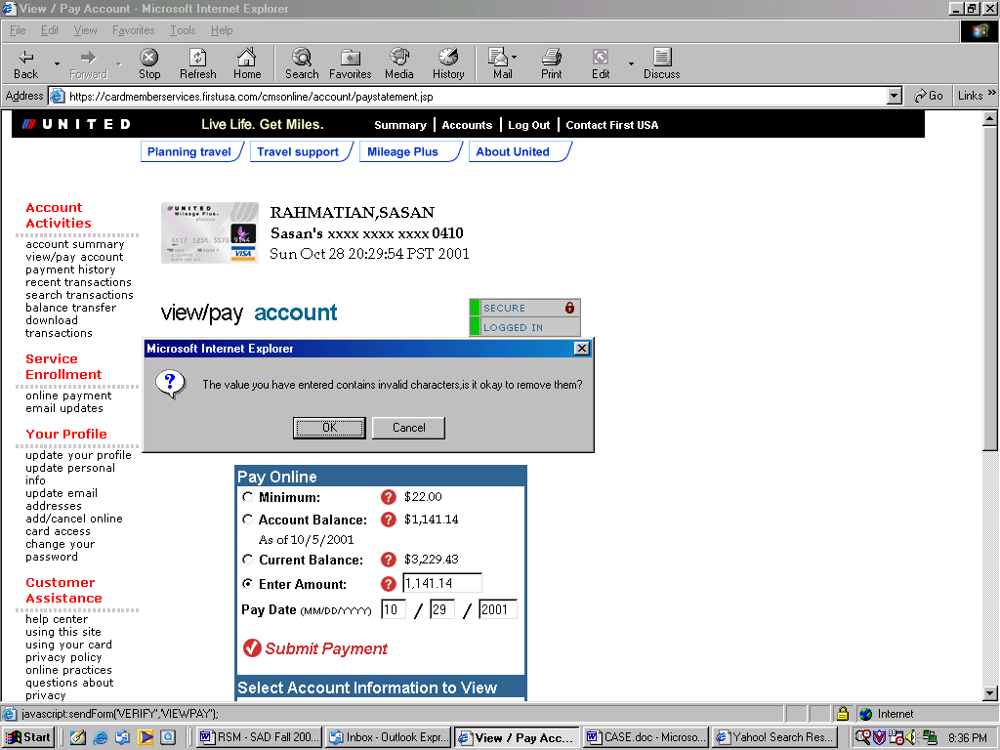 View / Pay Account - Microsoft Internet Explorer
File Edit View Favorites Tools Help
Back Forward Stop Refresh Home Search Favorites Media History Mail Print Edit Discuss
Address https://cardmemberservices.firstusa.com/cmsonline/account/paystatement.jsp Go Links »
UNITED Live Life. Get Miles. Summary | Accounts | Log Out | Contact First USA
Planning travel Travel support Mileage Plus About United
Account
Activities
account summary
view/pay account
payment history
recent transactions
search transactions
balance transfer
download
transactions
Service
Enrollment
online payment
email updates
Your Profile
update your profile
update personal
info
update email
addresses
add/cancel online
card access
change your
password
Customer
Assistance
help center
using this site
using your card
privacy policy
online practices
questions about
privacy
UNITED
Mileage Plus
platinum
VISA
RAHMATIAN,SASAN
Sasan's xxxx xxxx xxxx 0410
Sun Oct 28 20:29:54 PST 2001
view/pay account
SECURE
LOGGED IN
Microsoft Internet Explorer
The value you have entered contains invalid characters,is it okay to remove them?
OK Cancel
Pay Online
Minimum: ? $22.00
Account Balance: ? $1,141.14
As of 10/5/2001
Current Balance: ? $3,229.43
Enter Amount: ? 1,141.14
Pay Date (MM/DD/YYYY) 10 / 29 / 2001
Submit Payment
Select Account Information to View
javascript:sendForm('VERIFY','VIEWPAY'); Internet
Start RSM - SAD Fall 200... Inbox - Outlook Expr... View / Pay Acc... CASE.doc - Microso... Yahoo! Search Res... 8:36 PM